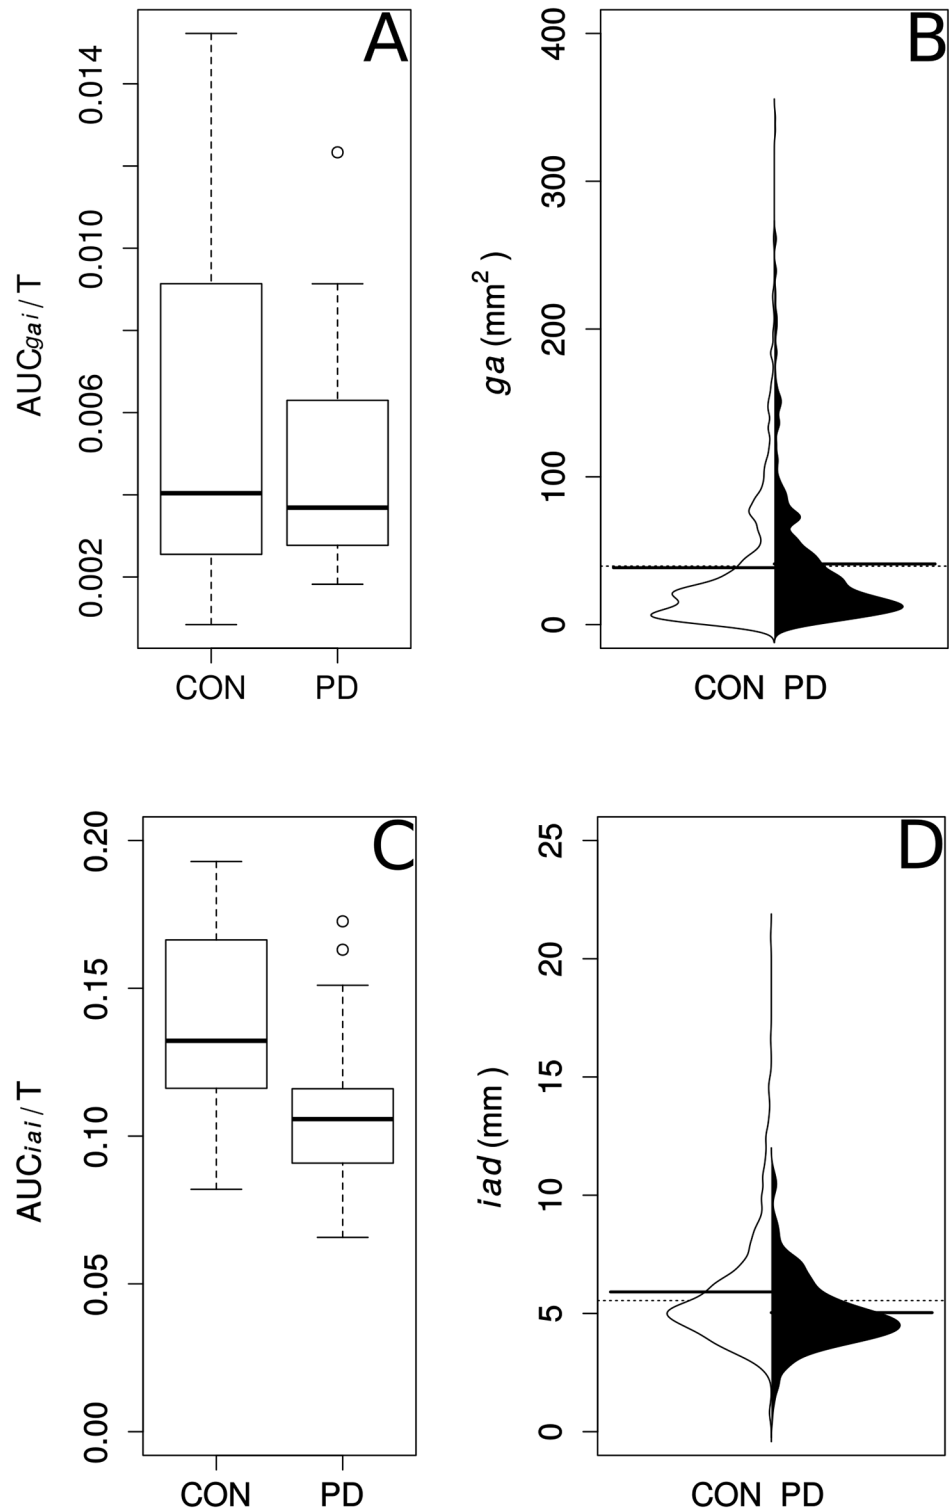 A
AUCgai / T
0.014
0.010
0.006
0.002
CON PD
B
ga (mm2 )
400
300
200
100
0
CON PD
C
AUCiai / T
0.20
0.15
0.10
0.05
0.00
CON PD
D
iad (mm )
25
20
15
10
5
0
CON PD